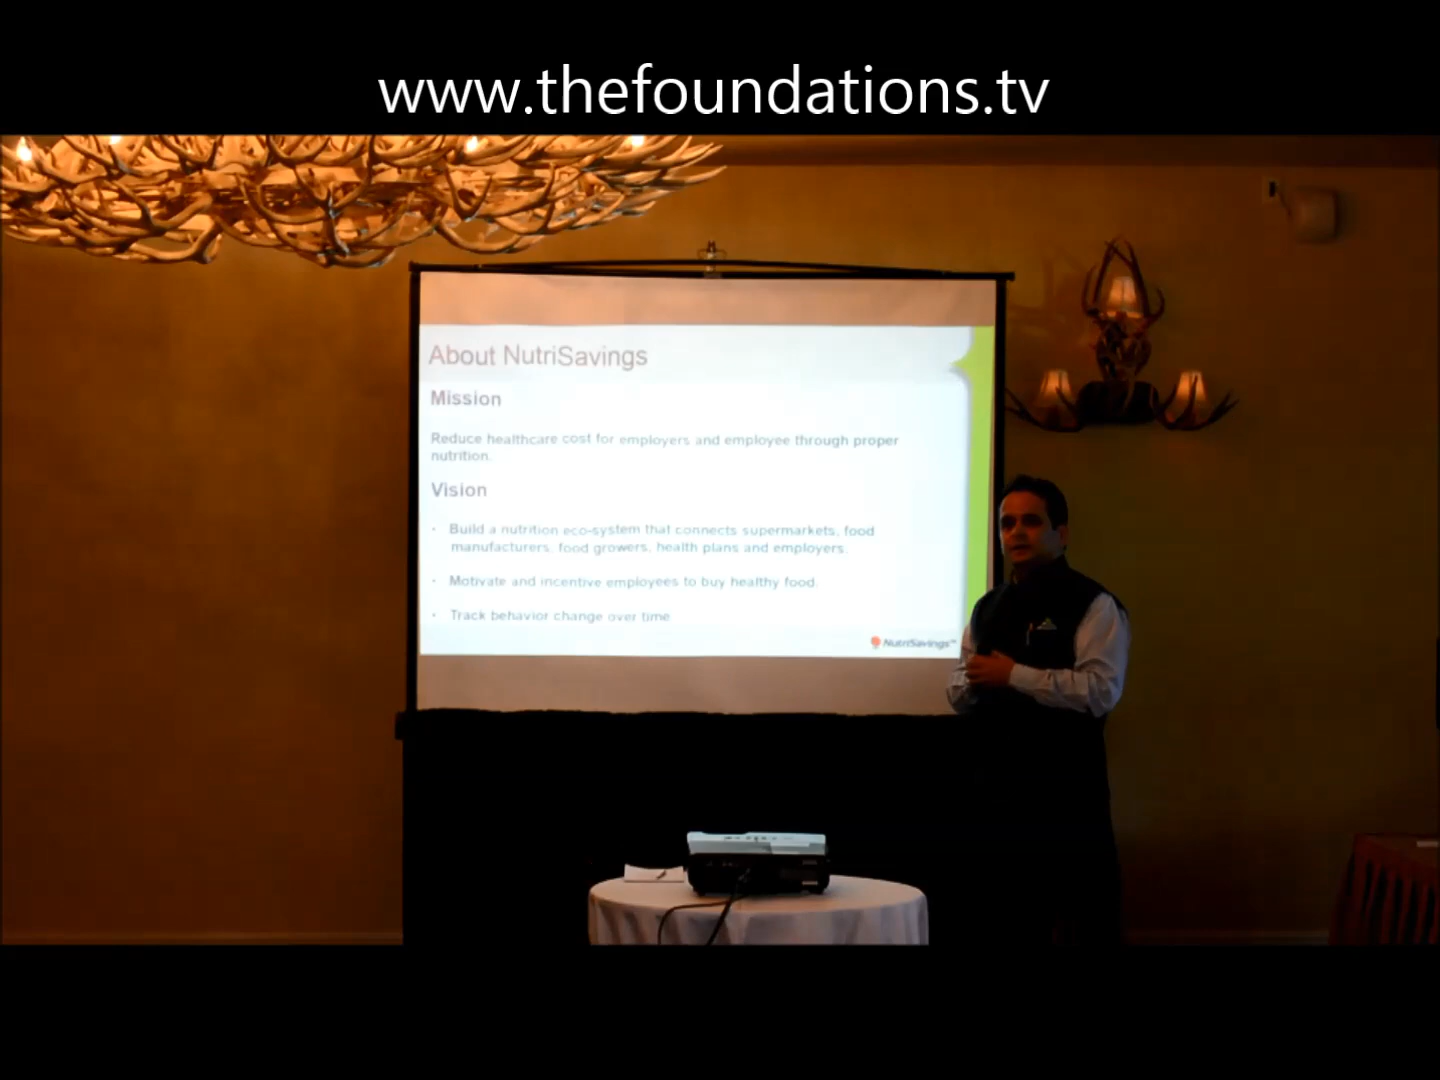 www.thefoundations.tv
About NutriSavings
Mission
Reduce healthcare cost for employers and employee through proper
nutrition.
Vision
• Build a nutrition eco-system that connects supermarkets, food
manufacturers, food growers, health plans and employers.
• Motivate and incentive employees to buy healthy food.
• Track behavior change over time
NutriSavings™